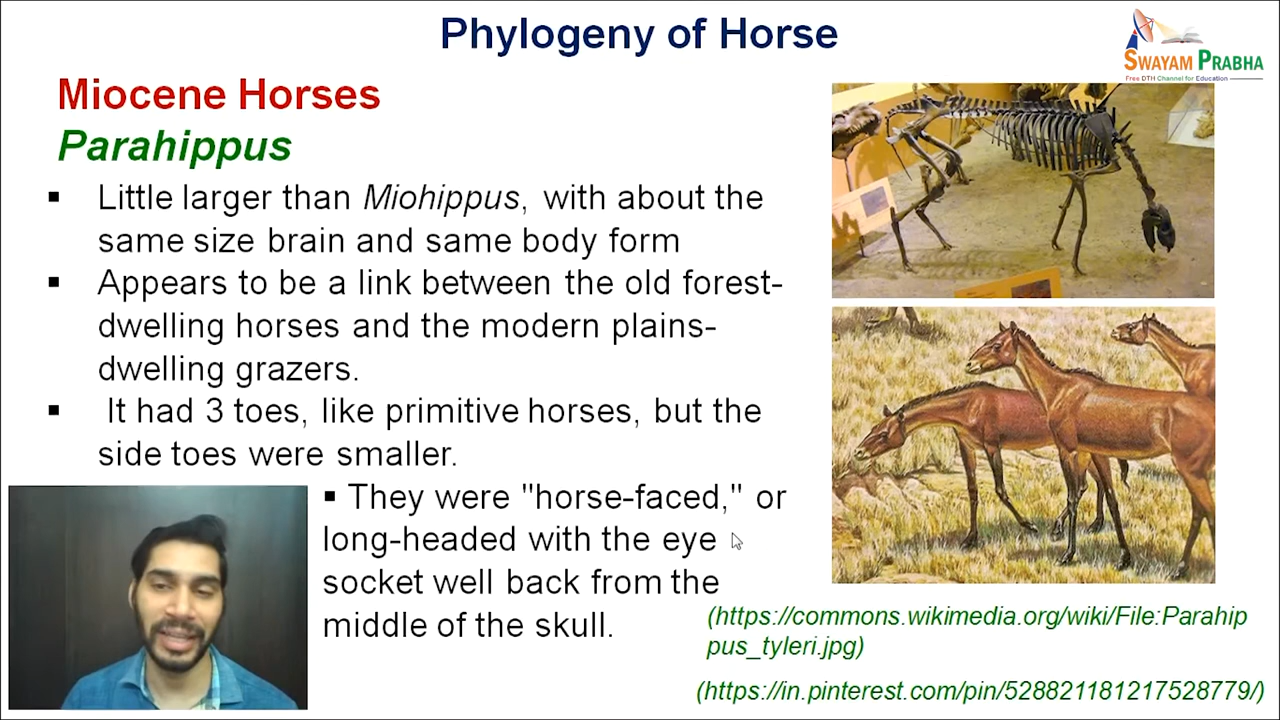 Phylogeny of Horse
SWAYAM PRABHA
Free DTH Channel for Education
Miocene Horses
Parahippus
▪ Little larger than Miohippus, with about the
same size brain and same body form
▪ Appears to be a link between the old forest-
dwelling horses and the modern plains-
dwelling grazers.
▪ It had 3 toes, like primitive horses, but the
side toes were smaller.
▪ They were "horse-faced," or
long-headed with the eye
socket well back from the
middle of the skull.
(https://commons.wikimedia.org/wiki/File:Parahip
pus_tyleri.jpg)
(https://in.pinterest.com/pin/528821181217528779/)